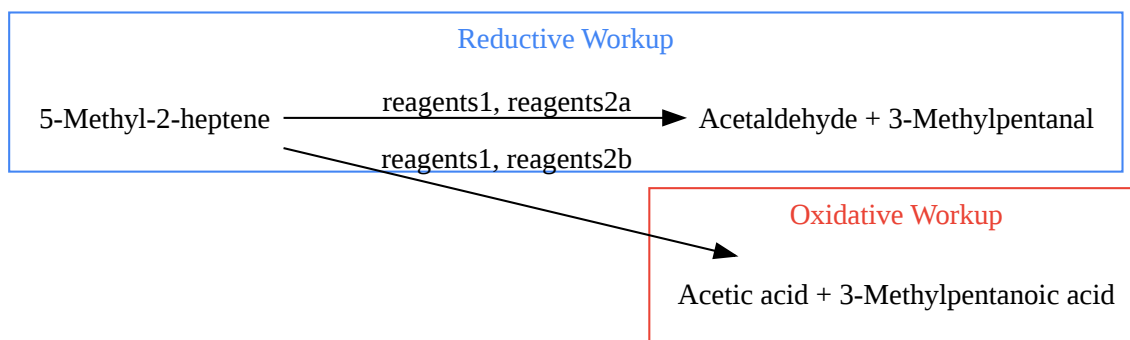 Reductive Workup
5-Methyl-2-heptene
reagents1, reagents2a
Acetaldehyde + 3-Methylpentanal
reagents1, reagents2b
Oxidative Workup
Acetic acid + 3-Methylpentanoic acid